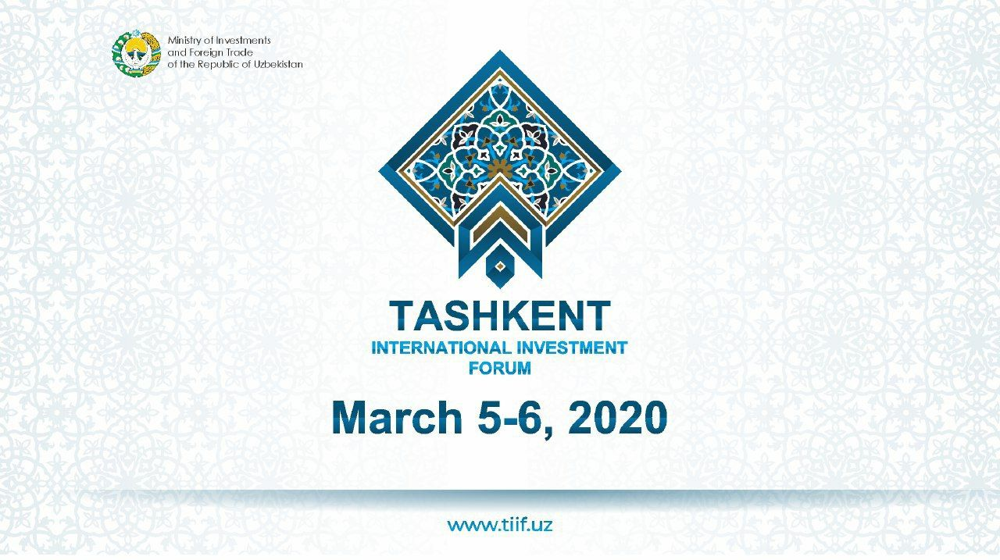 Ministry of Investments
and Foreign Trade
of the Republic of Uzbekistan
TASHKENT
INTERNATIONAL INVESTMENT
FORUM
March 5-6, 2020
www.tiif.uz